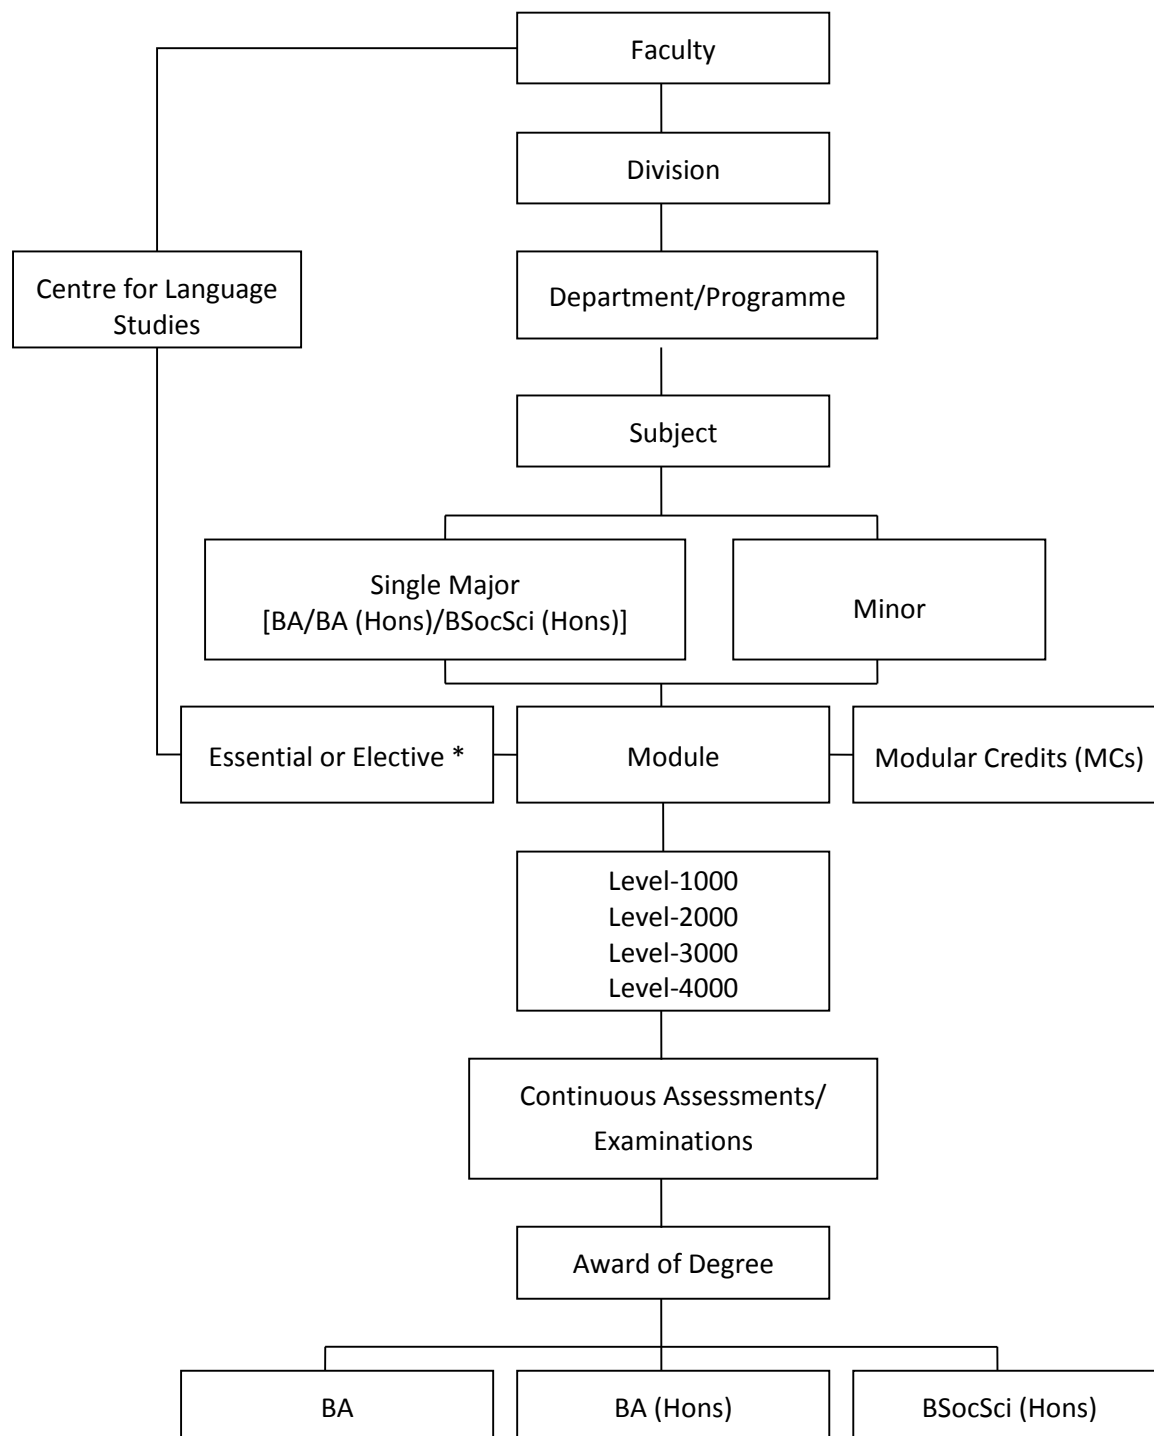 Faculty
Division
Centre for Language
Studies
Department/Programme
Subject
Single Major
[BA/BA (Hons)/BSocSci (Hons)]
Minor
Essential or Elective *
Module
Modular Credits (MCs)
Level-1000
Level-2000
Level-3000
Level-4000
Continuous Assessments/
Examinations
Award of Degree
BA
BA (Hons)
BSocSci (Hons)